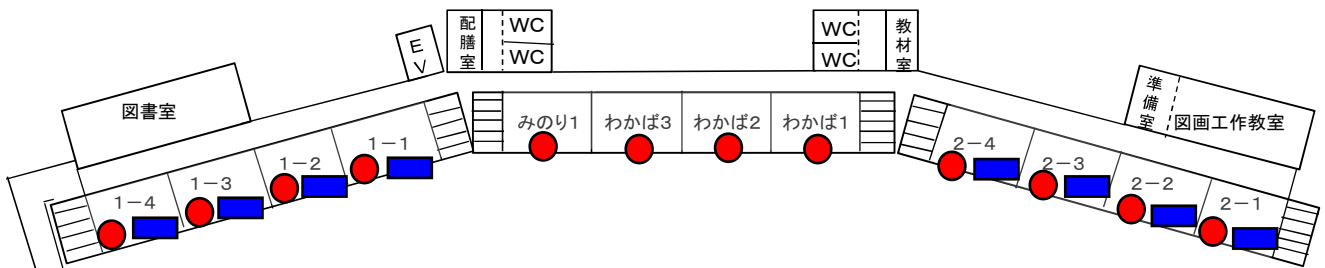 配膳室
WC
WC
WC
WC
教材室
EV
図書室
準備室
図画工作教室
みのり1
わかば3
わかば2
わかば1
1-4
1-3
1-2
1-1
2-4
2-3
2-2
2-1